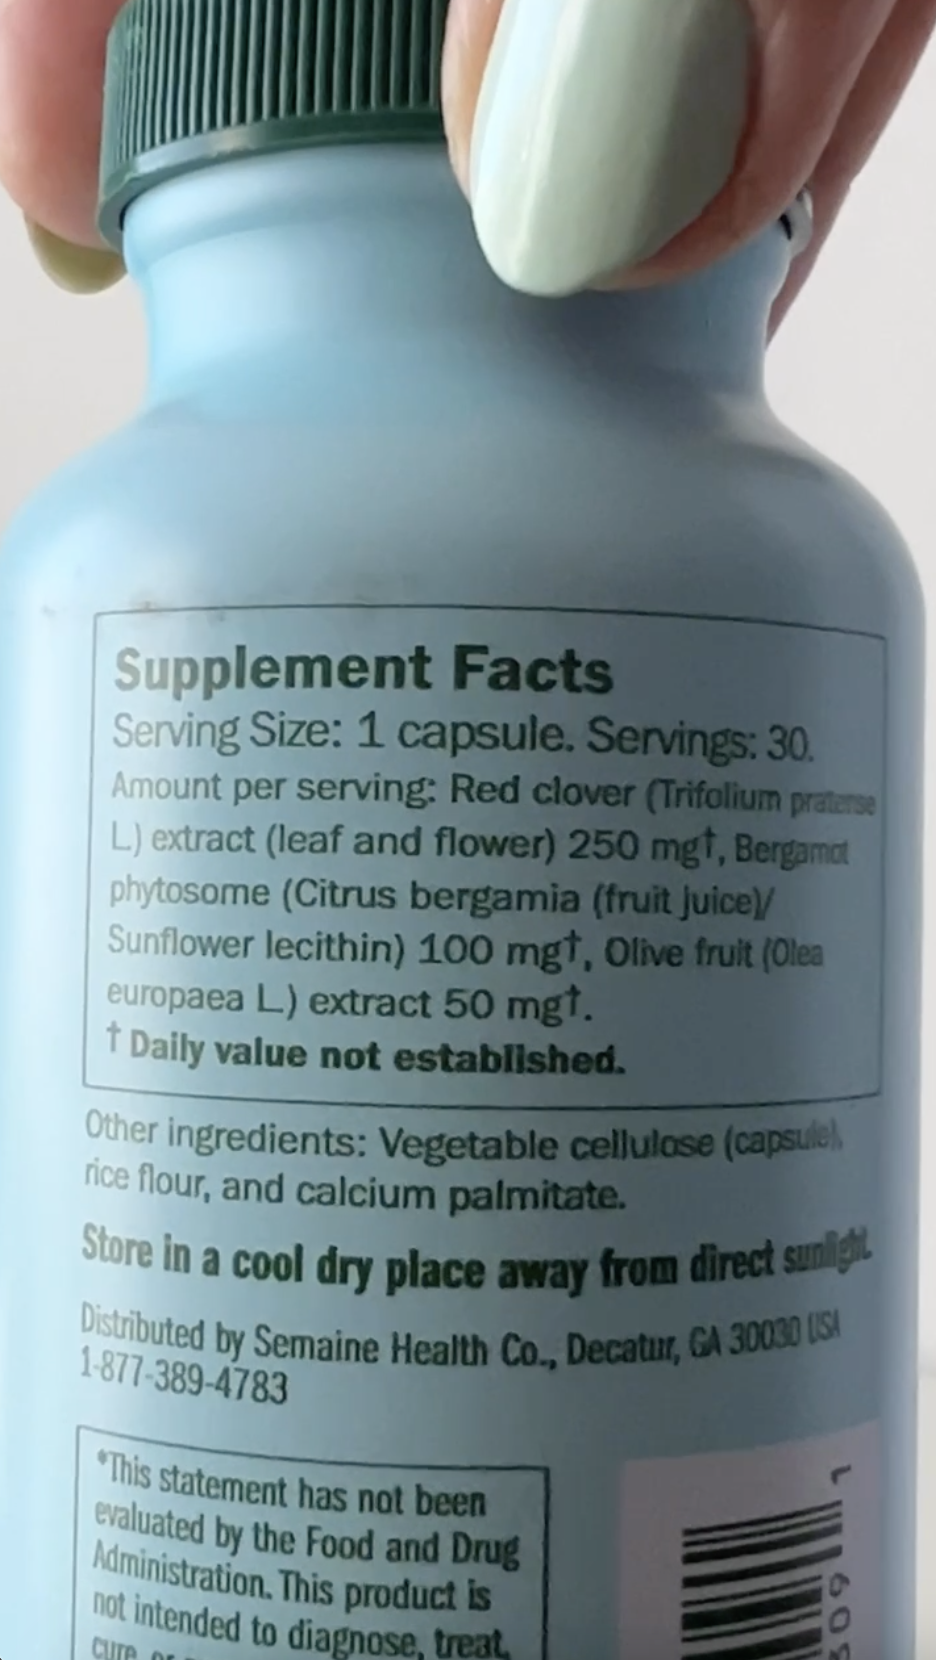 Supplement Facts
Serving Size: 1 capsule. Servings: 30.
Amount per serving: Red clover (Trifolium pratense
L.) extract (leaf and flower) 250 mg†, Bergamot
phytosome (Citrus bergamia (fruit juice)/
Sunflower lecithin) 100 mg†, Olive fruit (Olea
europaea L.) extract 50 mg†.
† Daily value not established.
Other ingredients: Vegetable cellulose (capsule),
rice flour, and calcium palmitate.
Store in a cool dry place away from direct sunlight.
Distributed by Semaine Health Co., Decatur, GA 30030 USA
1-877-389-4783
*This statement has not been
evaluated by the Food and Drug
Administration. This product is
not intended to diagnose, treat,
cure, or